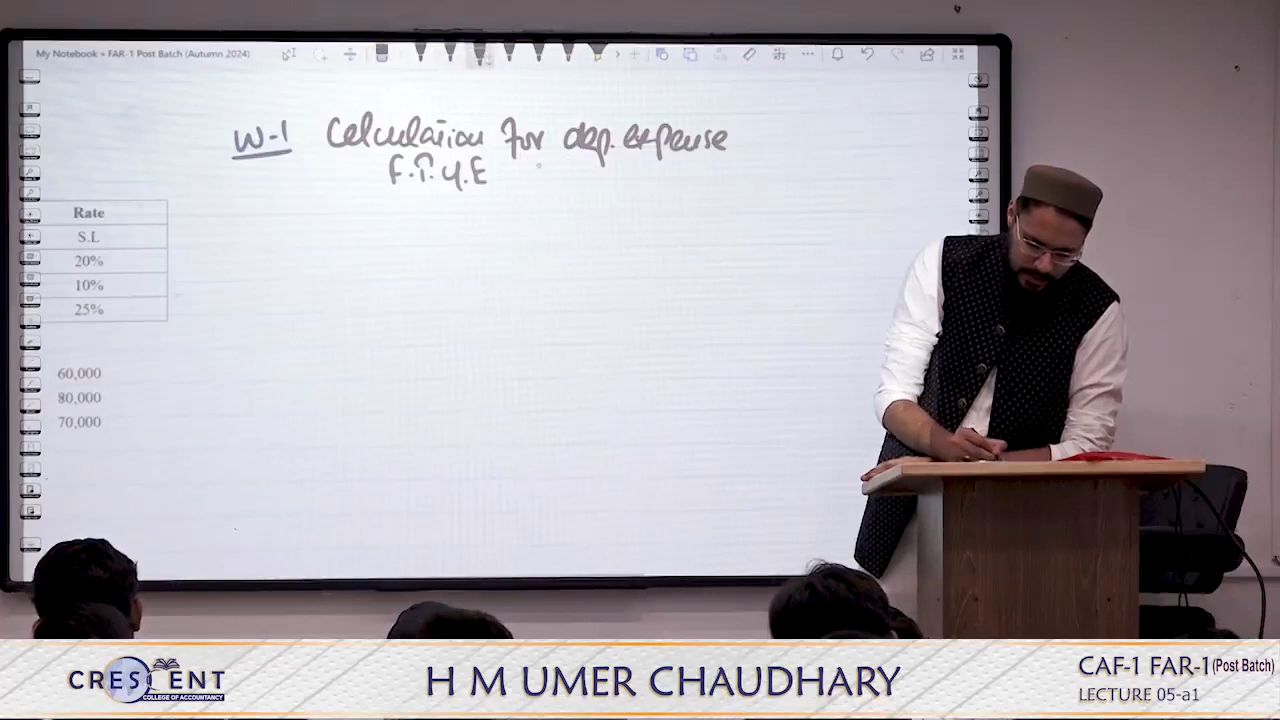 My Notebook » FAR-1 Post Batch (Autumn 2024)
W-1 Calculation for dep. expense
F.T.Y.E
Rate
S.L
20%
10%
25%
60,000
80,000
70,000
CRESCENT
COLLEGE OF ACCOUNTANCY
H M UMER CHAUDHARY
CAF-1 FAR-1 (Post Batch)
LECTURE 05-a1